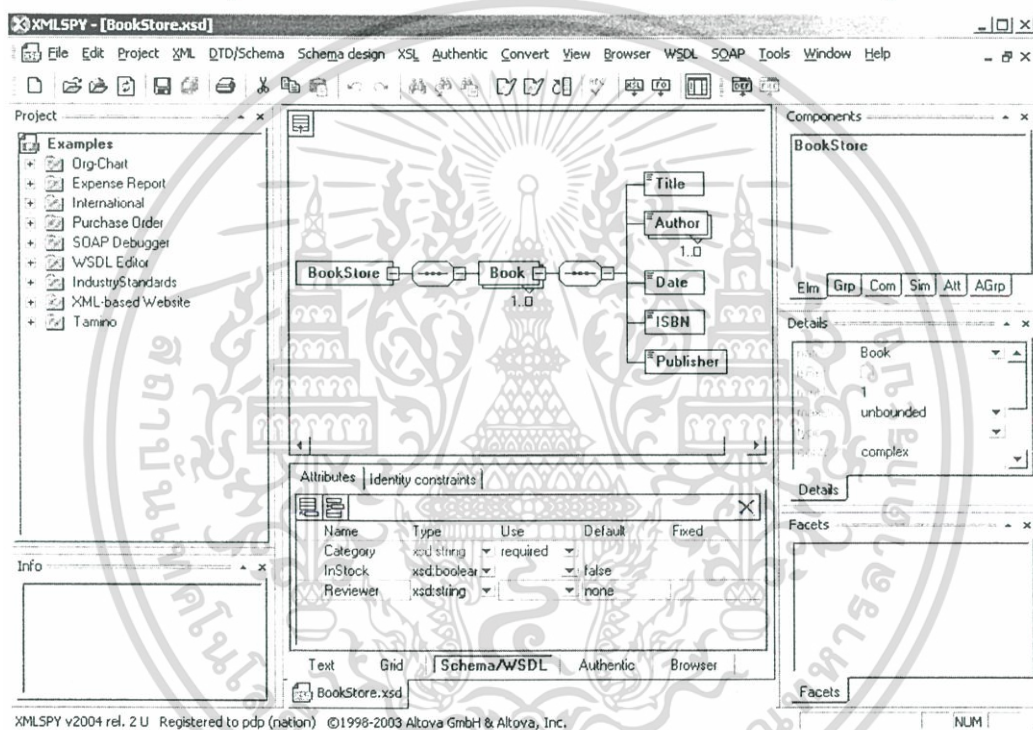 XMLSPY - [BookStore.xsd]
File Edit Project XML DTD/Schema Schema design XSL Authentic Convert View Browser WSDL SOAP Tools Window Help
Project
Examples
Org-Chart
Expense Report
International
Purchase Order
SOAP Debugger
WSDL Editor
IndustryStandards
XML-based Website
Tamino
Info
BookStore
Book
1..∞
Title
Author
1..∞
Date
ISBN
Publisher
Attributes Identity constraints
Name Type Use Default Fixed
Category xsd:string required
InStock xsd:boolear false
Reviewer xsd:string none
Text Grid Schema/WSDL Authentic Browser
BookStore.xsd
Components
BookStore
Elm Grp Com Sim Att AGrp
Details
Book
1
unbounded
complex
Details
Facets
Facets
XMLSPY v2004 rel. 2 U Registered to pdp (nation) ©1998-2003 Altova GmbH & Altova, Inc.
NUM